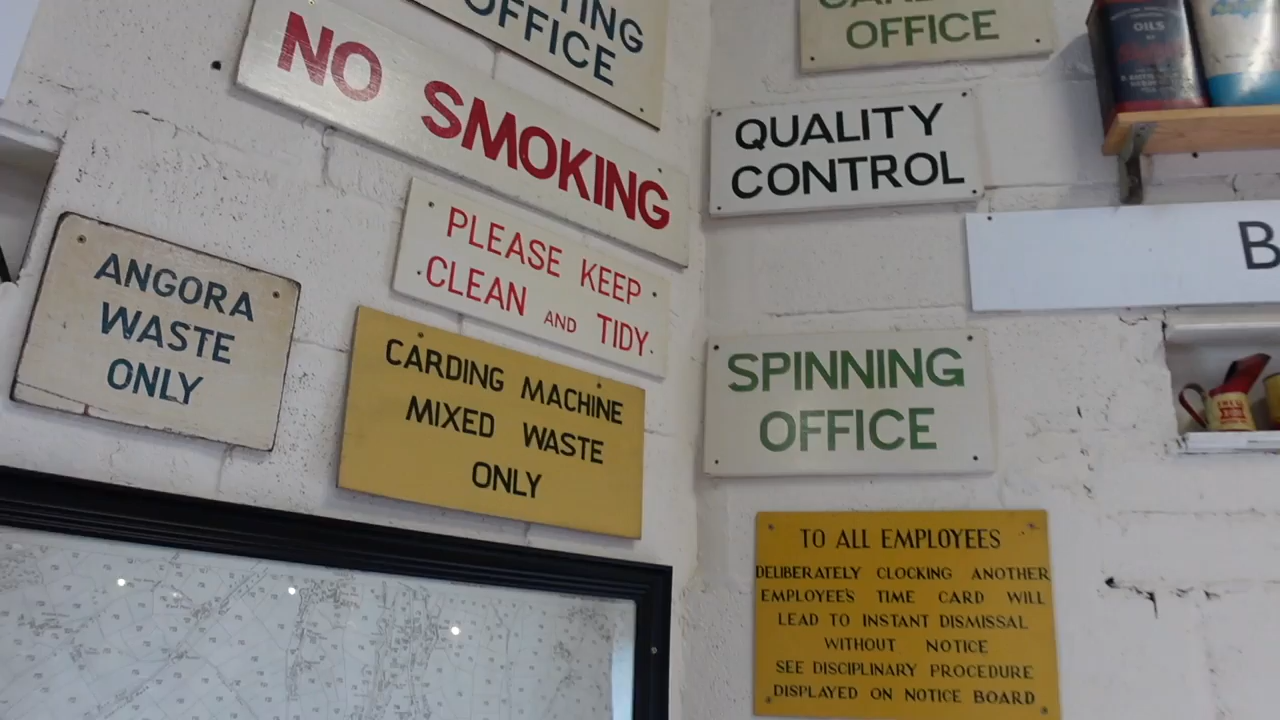 OFFICE
NO SMOKING
PLEASE KEEP
CLEAN AND TIDY.
ANGORA
WASTE
ONLY
CARDING MACHINE
MIXED WASTE
ONLY
OFFICE
QUALITY
CONTROL
OILS
B
SPINNING
OFFICE
TO ALL EMPLOYEES
DELIBERATELY CLOCKING ANOTHER
EMPLOYEE'S TIME CARD WILL
LEAD TO INSTANT DISMISSAL
WITHOUT NOTICE
SEE DISCIPLINARY PROCEDURE
DISPLAYED ON NOTICE BOARD